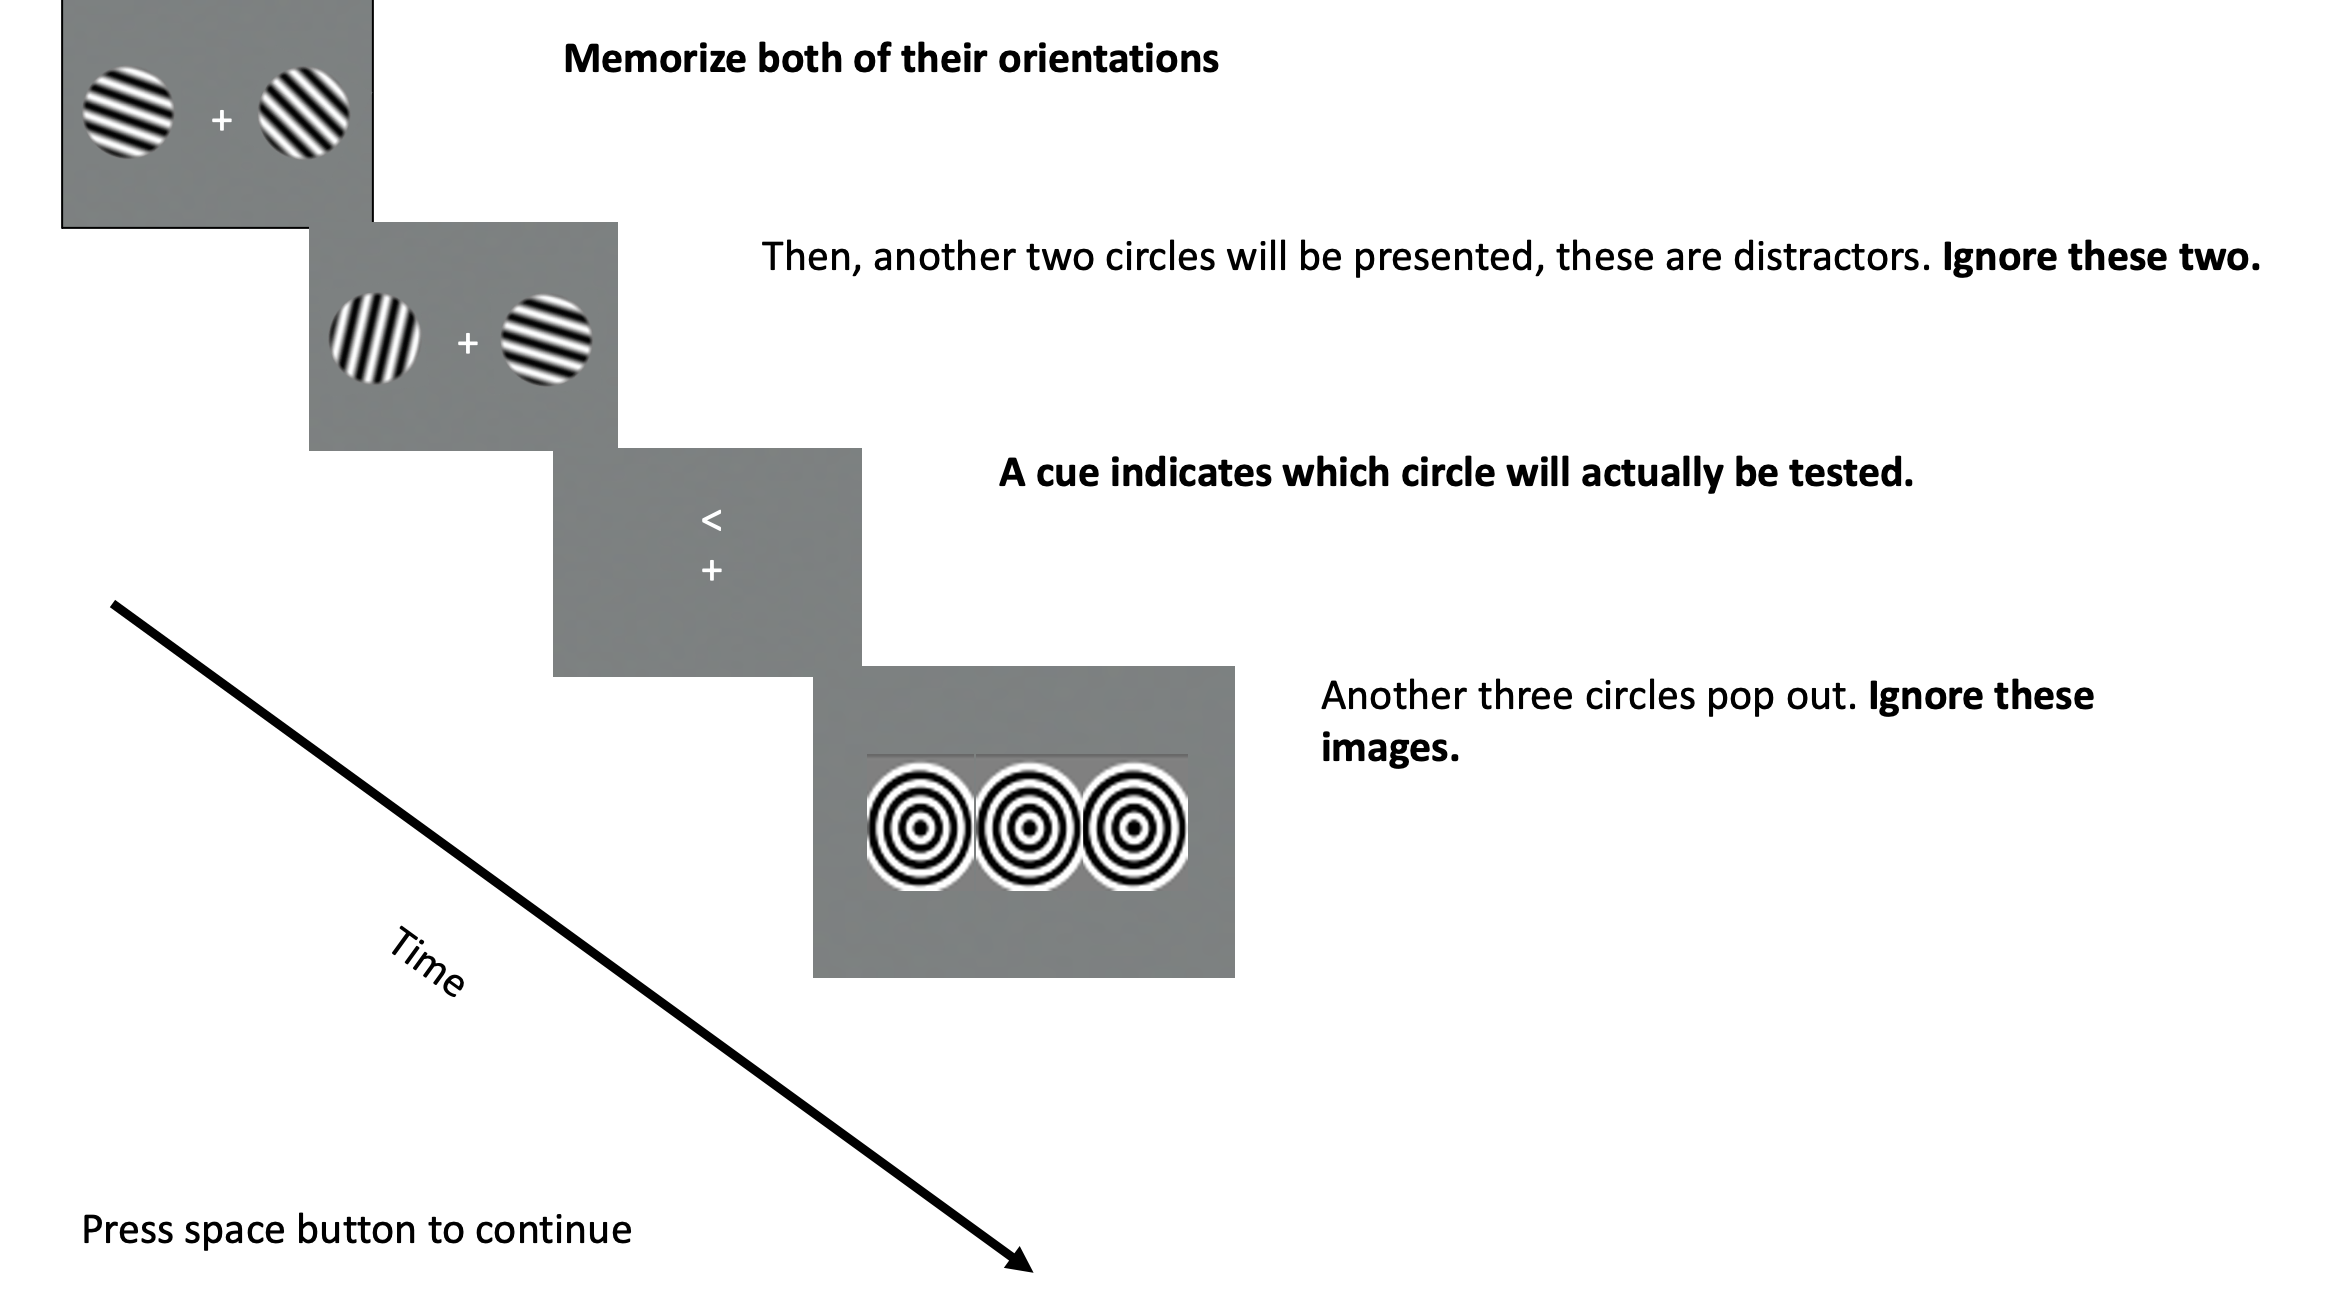 Memorize both of their orientations
+
Then, another two circles will be presented, these are distractors. Ignore these two.
+
A cue indicates which circle will actually be tested.
<
+
Another three circles pop out. Ignore these
images.
Time
Press space button to continue